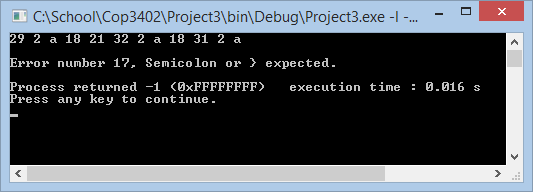 C:\School\Cop3402\Project3\bin\Debug\Project3.exe -l -...
29 2 a 18 21 32 2 a 18 31 2 a
Error number 17, Semicolon or } expected.
Process returned -1 (0xFFFFFFFF)   execution time : 0.016 s
Press any key to continue.